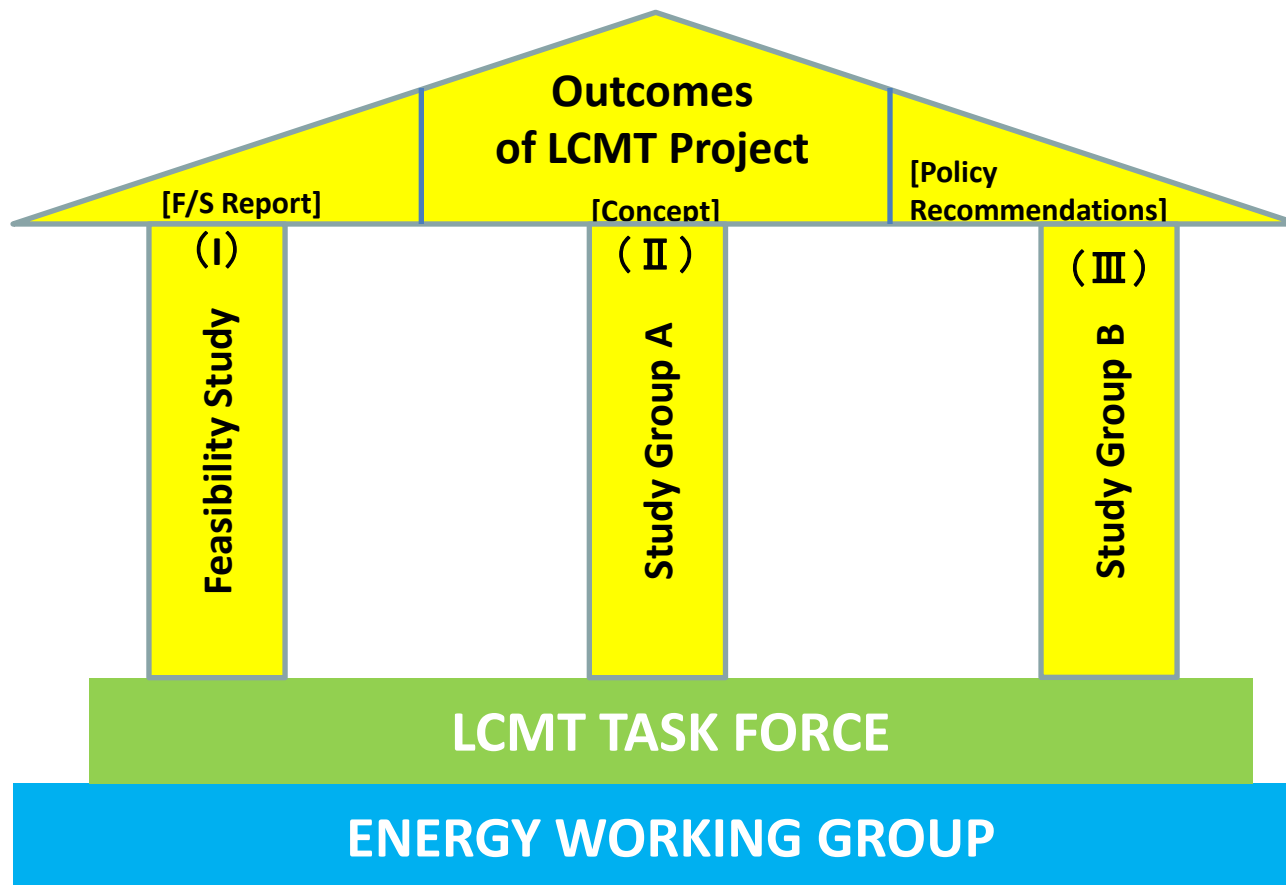 Outcomes
of LCMT Project
[F/S Report]
[Concept]
[Policy
Recommendations]
(I)
Feasibility Study
(Ⅱ)
Study Group A
(Ⅲ)
Study Group B
LCMT TASK FORCE
ENERGY WORKING GROUP